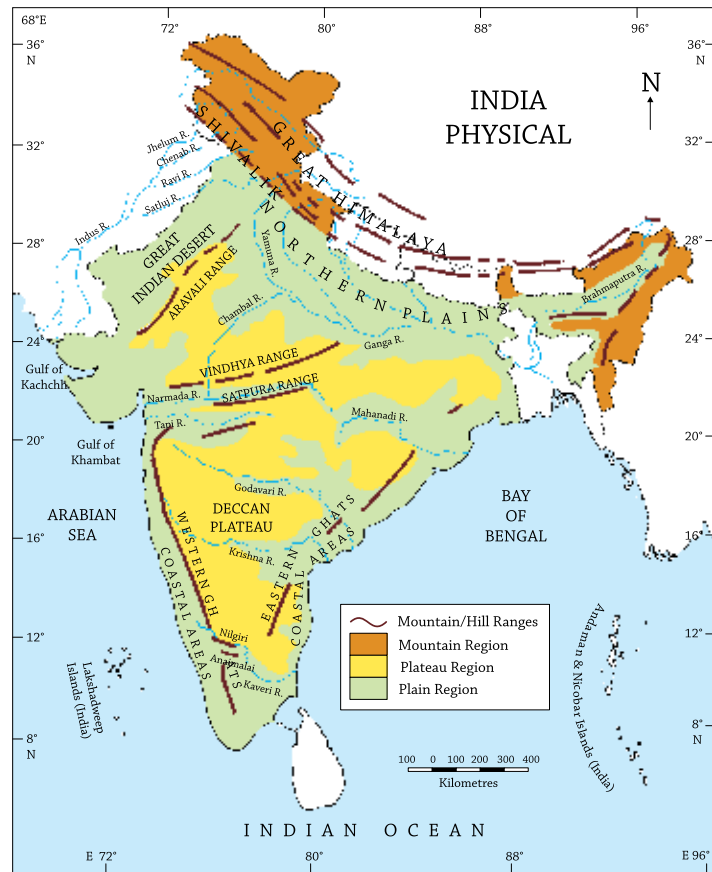 68°E
72°
80°
88°
96°
36°
N
36°
N
N
INDIA
PHYSICAL
32°
32°
Jhelum R.
Chenab R.
Ravi R.
Satluj R.
Indus R.
SHIVALIK
GREAT HIMALAYA
28°
28°
GREAT
INDIAN DESERT
ARAVALI RANGE
Yamuna R.
NORTHERN PLAINS
Brahmaputra R.
Chambal R.
24°
24°
Ganga R.
Gulf of
Kachchh
VINDHYA RANGE
SATPURA RANGE
Narmada R.
Mahanadi R.
Tapi R.
20°
20°
Gulf of
Khambat
Godavari R.
ARABIAN
SEA
DECCAN
PLATEAU
BAY
OF
BENGAL
16°
16°
WESTERN GHATS
COASTAL AREAS
Krishna R.
EASTERN GHATS
COASTAL AREAS
12°
12°
Nilgiri
Anaimalai
Kaveri R.
Lakshadweep
Islands (India)
Andaman & Nicobar Islands (India)
Mountain/Hill Ranges
Mountain Region
Plateau Region
Plain Region
8°
N
8°
N
100 0 100 200 300 400
Kilometres
INDIAN OCEAN
E 72°
80°
88°
E 96°